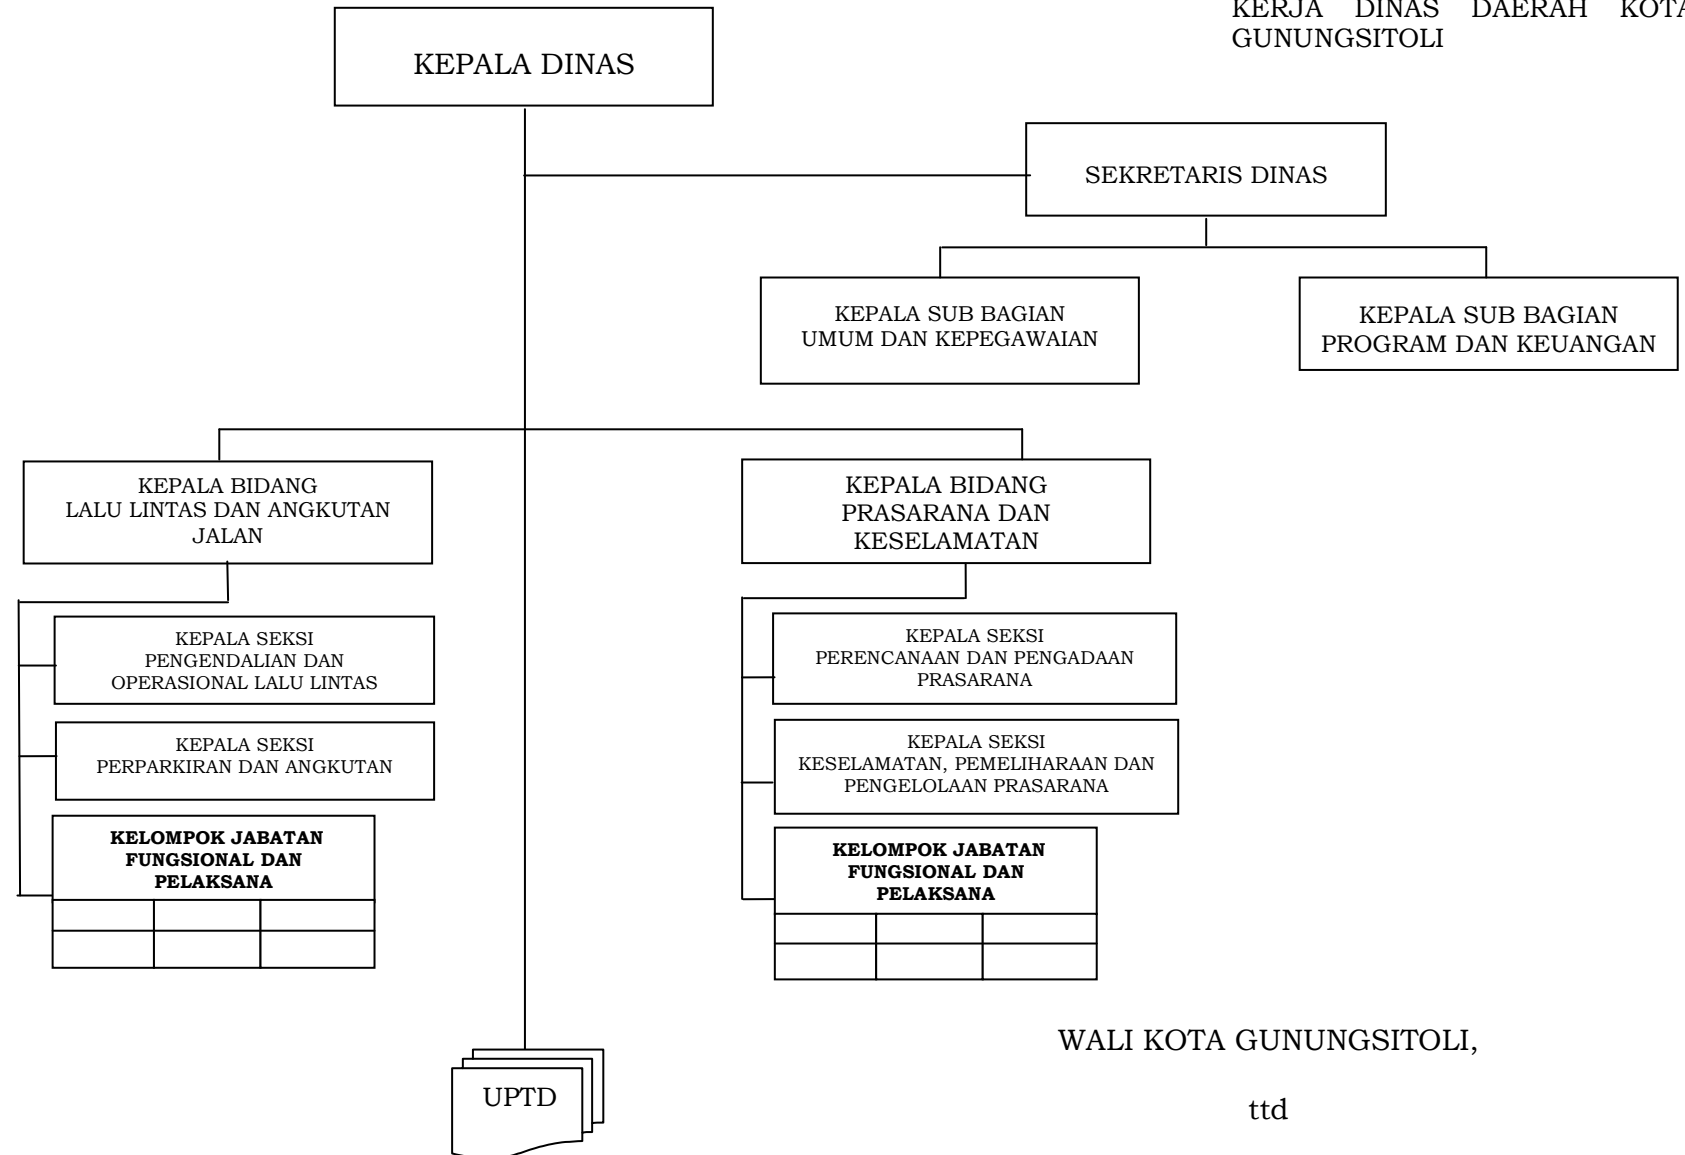 KERJA DINAS DAERAH KOTA
GUNUNGSITOLI
KEPALA DINAS
SEKRETARIS DINAS
KEPALA SUB BAGIAN
UMUM DAN KEPEGAWAIAN
KEPALA SUB BAGIAN
PROGRAM DAN KEUANGAN
KEPALA BIDANG
LALU LINTAS DAN ANGKUTAN
JALAN
KEPALA BIDANG
PRASARANA DAN
KESELAMATAN
KEPALA SEKSI
PENGENDALIAN DAN
OPERASIONAL LALU LINTAS
KEPALA SEKSI
PERPARKIRAN DAN ANGKUTAN
KELOMPOK JABATAN
FUNGSIONAL DAN
PELAKSANA
KEPALA SEKSI
PERENCANAAN DAN PENGADAAN
PRASARANA
KEPALA SEKSI
KESELAMATAN, PEMELIHARAAN DAN
PENGELOLAAN PRASARANA
KELOMPOK JABATAN
FUNGSIONAL DAN
PELAKSANA
UPTD
WALI KOTA GUNUNGSITOLI,
ttd